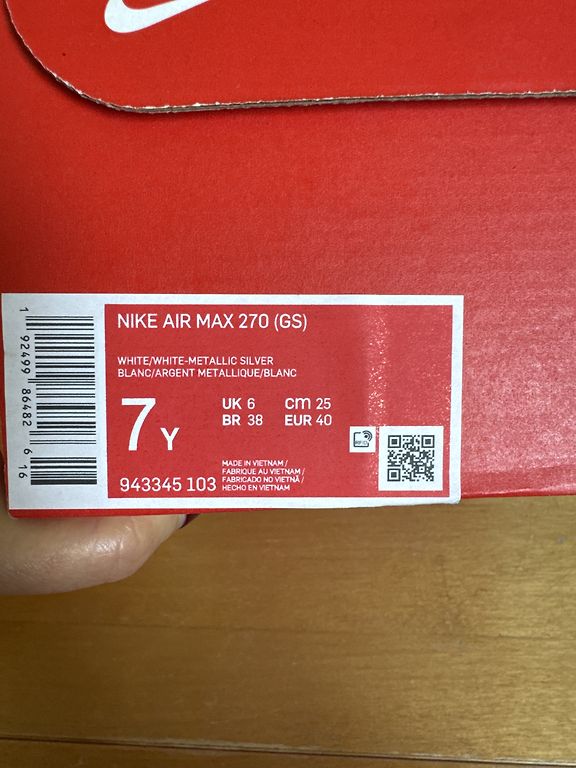 NIKE AIR MAX 270 (GS)
WHITE/WHITE-METALLIC SILVER
BLANC/ARGENT METALLIQUE/BLANC
7 Y
UK 6 cm 25
BR 38 EUR 40
943345 103
MADE IN VIETNAM /
FABRIQUE AU VIETNAM /
FABRICADO NO VIETNÃ /
HECHO EN VIETNAM
RFID
1 92499 86482 6 16